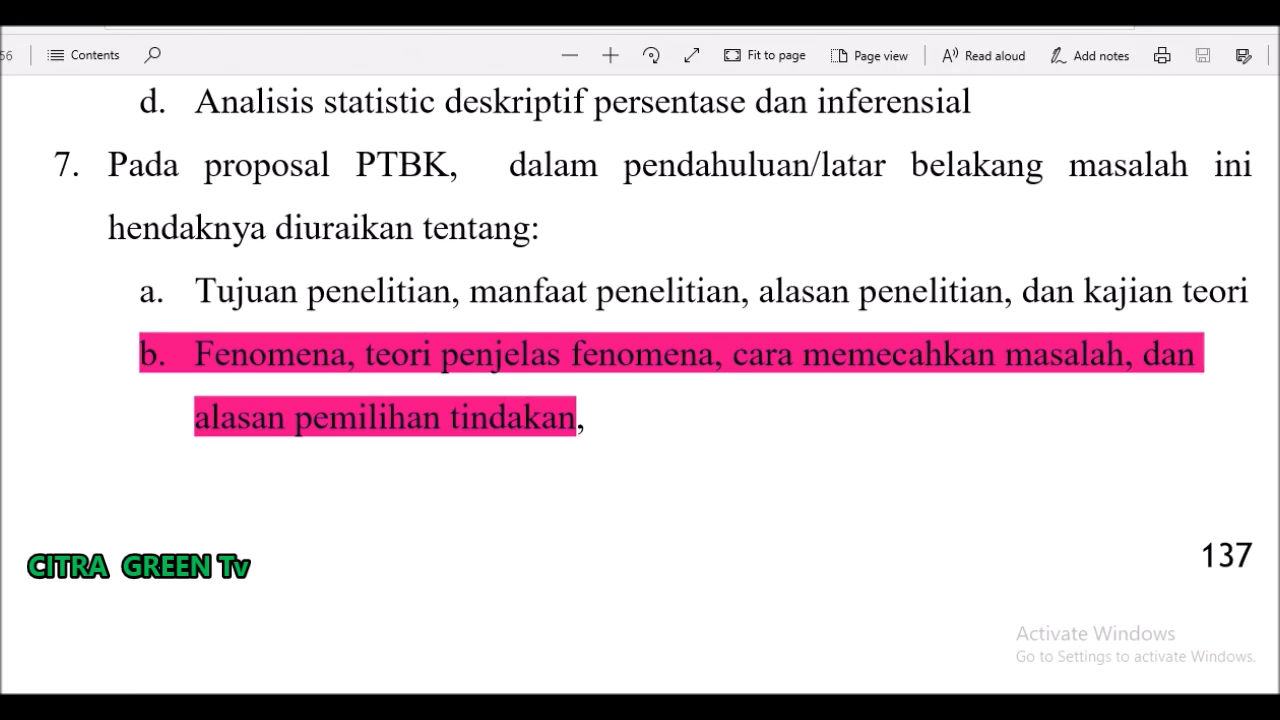 56 Contents Fit to page Page view Read aloud Add notes
d. Analisis statistic deskriptif persentase dan inferensial
7. Pada proposal PTBK, dalam pendahuluan/latar belakang masalah ini
hendaknya diuraikan tentang:
a. Tujuan penelitian, manfaat penelitian, alasan penelitian, dan kajian teori
b. Fenomena, teori penjelas fenomena, cara memecahkan masalah, dan
alasan pemilihan tindakan,
137
CITRA GREEN Tv
Activate Windows
Go to Settings to activate Windows.